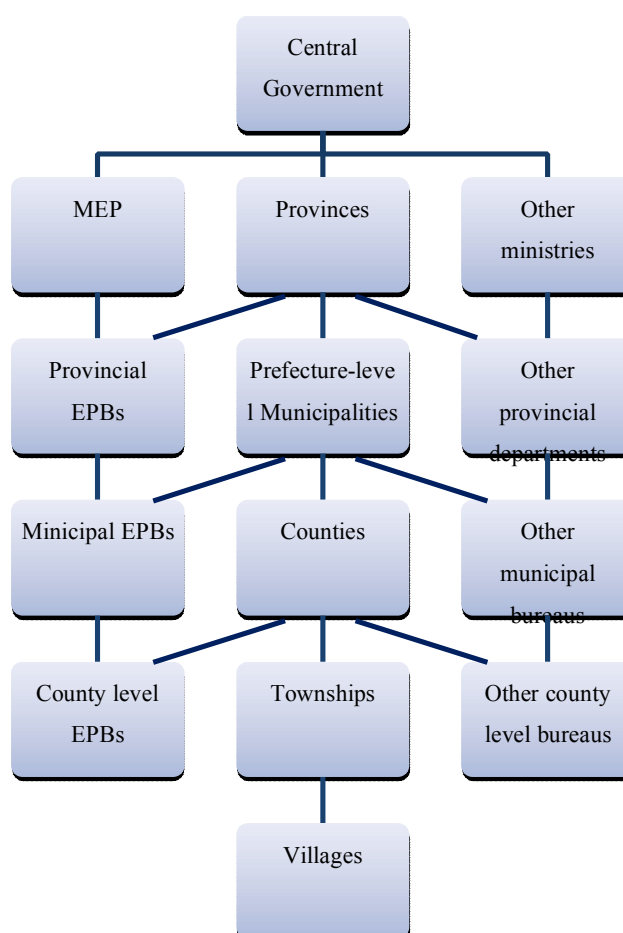 Central
Government
MEP
Provinces
Other
ministries
Provincial
EPBs
Prefecture-leve
l Municipalities
Other
provincial
departments
Minicipal EPBs
Counties
Other
municipal
bureaus
County level
EPBs
Townships
Other county
level bureaus
Villages